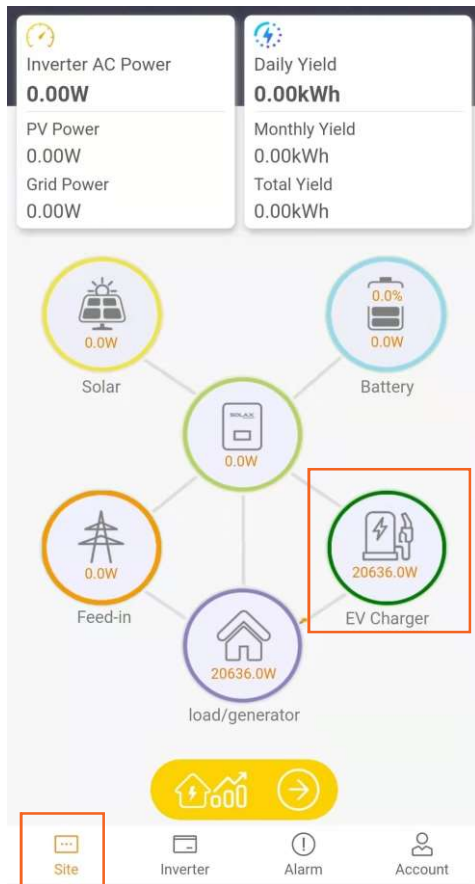 Inverter AC Power
0.00W
PV Power
0.00W
Grid Power
0.00W
Daily Yield
0.00kWh
Monthly Yield
0.00kWh
Total Yield
0.00kWh
0.0W
Solar
0.0%
0.0W
Battery
SOLAX
0.0W
0.0W
Feed-in
20636.0W
EV Charger
20636.0W
load/generator
Site
Inverter
Alarm
Account